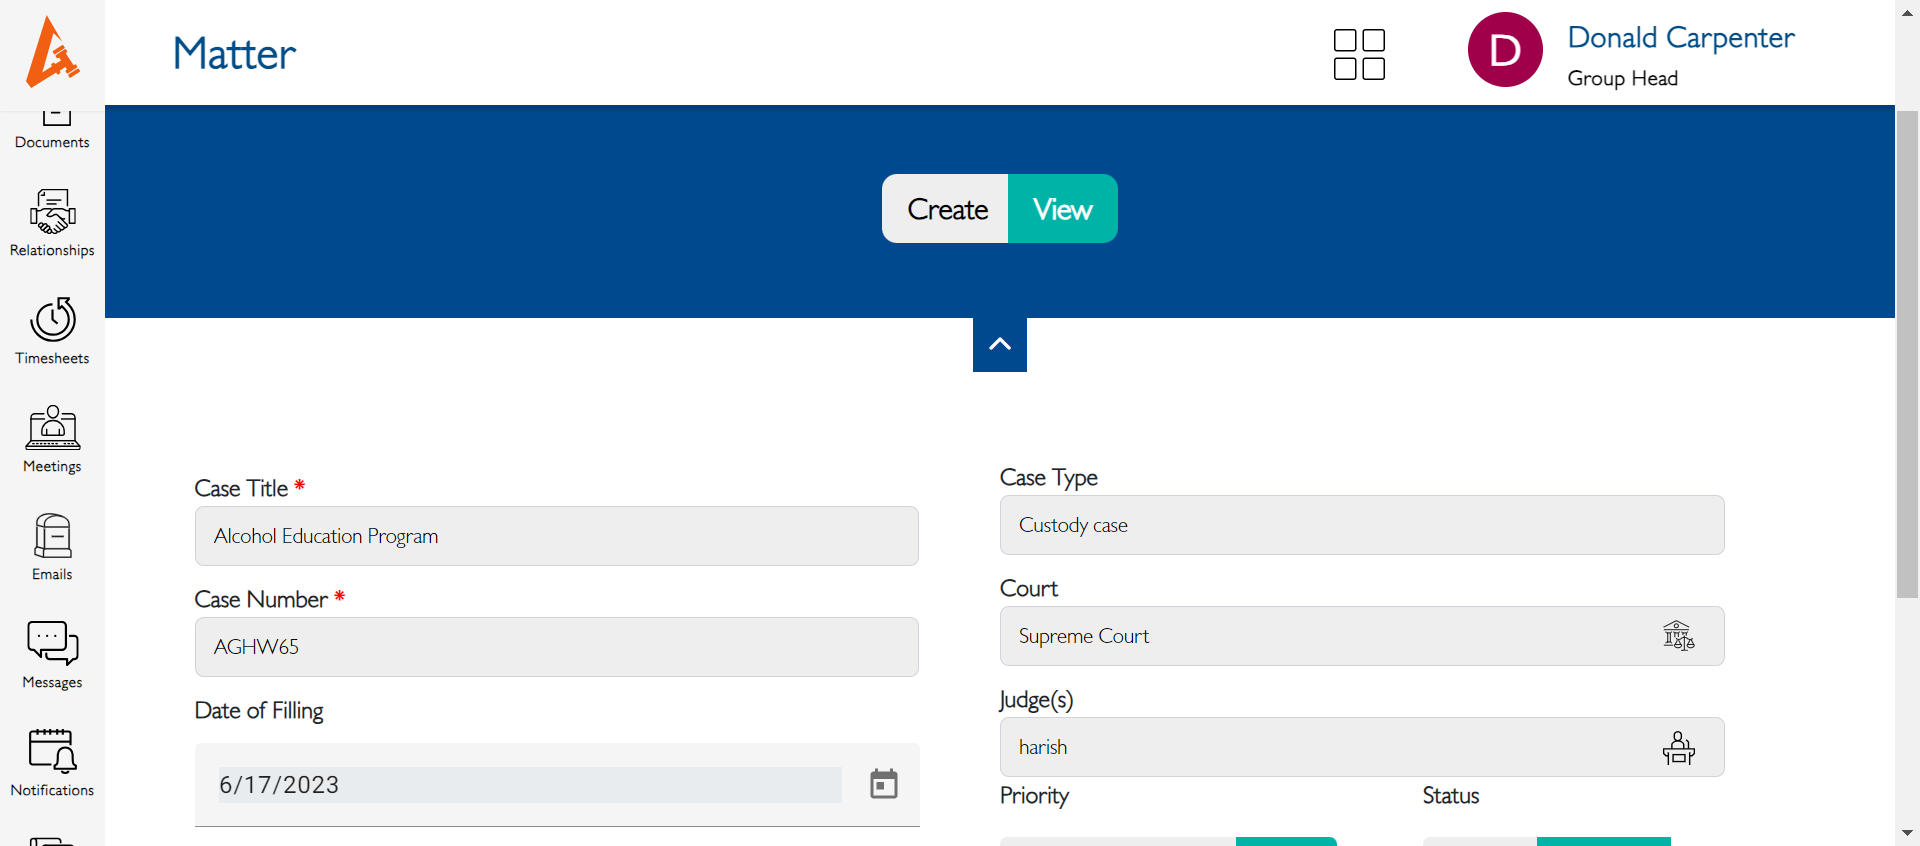 Matter
D
Donald Carpenter
Group Head
Documents
Relationships
Timesheets
Meetings
Emails
Messages
Notifications
Create
View
Case Title *
Alcohol Education Program
Case Number *
AGHW65
Date of Filling
6/17/2023
Case Type
Custody case
Court
Supreme Court
Judge(s)
harish
Priority
Status